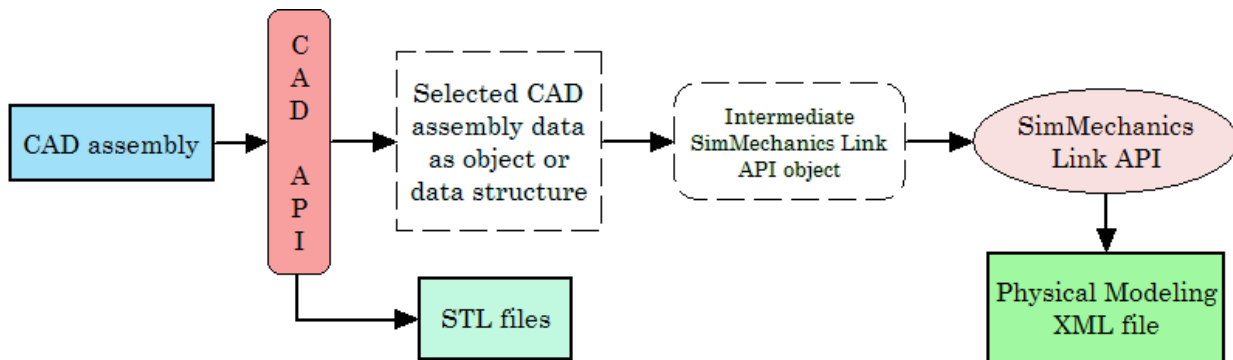 CAD assembly
C
A
D
A
P
I
Selected CAD
assembly data
as object or
data structure
Intermediate
SimMechanics Link
API object
SimMechanics
Link API
STL files
Physical Modeling
XML file